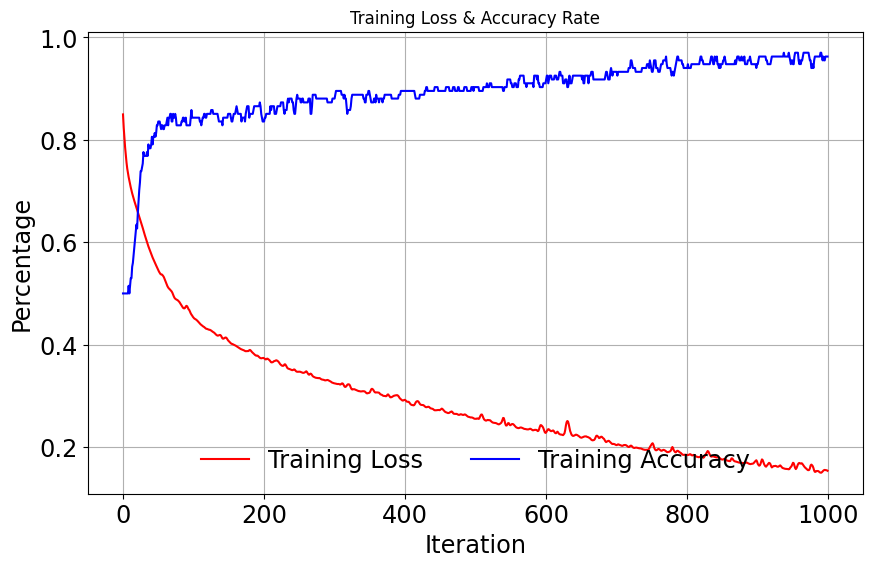 Training Loss & Accuracy Rate
1.0
0.8
0.6
0.4
0.2
Percentage
Training Loss Training Accuracy
0 200 400 600 800 1000
Iteration